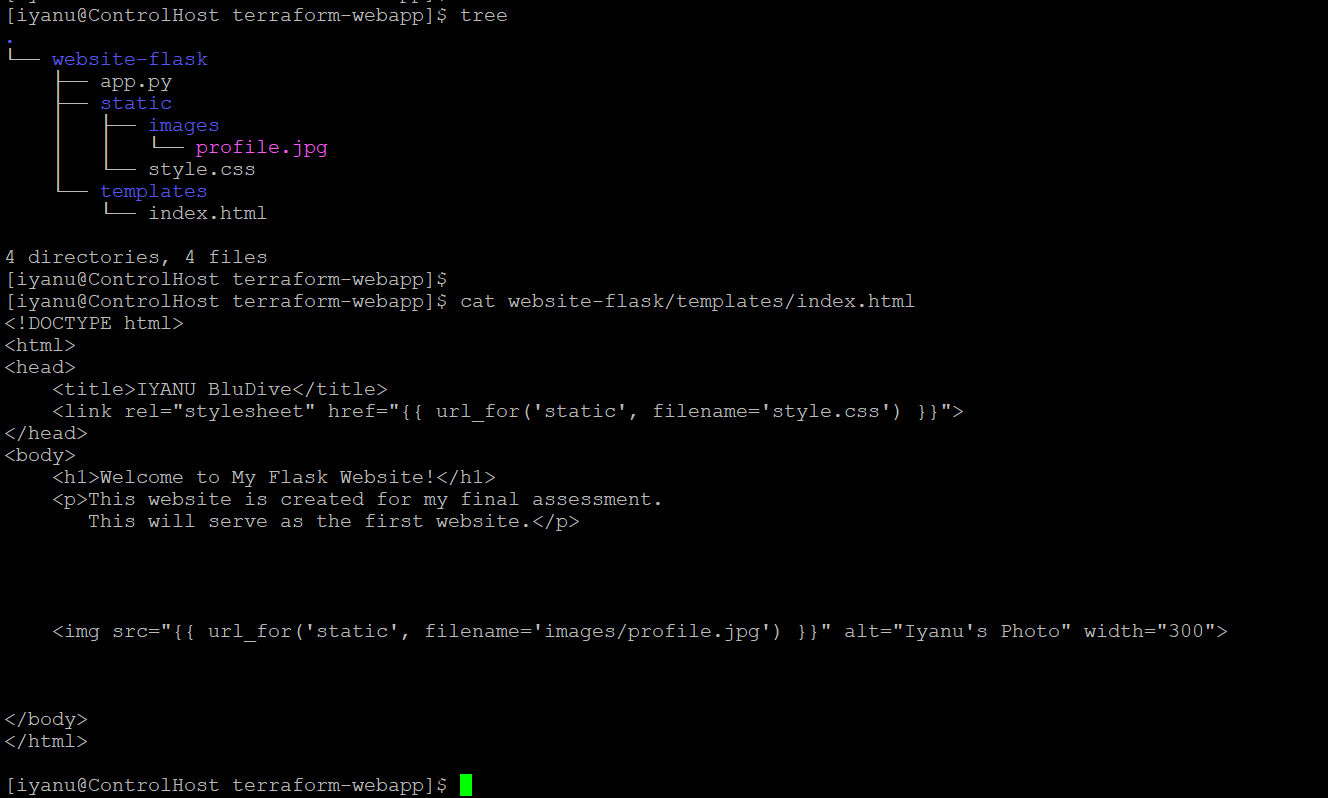 [iyanu@ControlHost terraform-webapp]$ tree
.
└── website-flask
    ├── app.py
    ├── static
    │   ├── images
    │   │   └── profile.jpg
    │   └── style.css
    └── templates
        └── index.html
4 directories, 4 files
[iyanu@ControlHost terraform-webapp]$
[iyanu@ControlHost terraform-webapp]$ cat website-flask/templates/index.html
<!DOCTYPE html>
<html>
<head>
    <title>IYANU BluDive</title>
    <link rel="stylesheet" href="{{ url_for('static', filename='style.css') }}">
</head>
<body>
    <h1>Welcome to My Flask Website!</h1>
    <p>This website is created for my final assessment.
       This will serve as the first website.</p>
    <img src="{{ url_for('static', filename='images/profile.jpg') }}" alt="Iyanu's Photo" width="300">
</body>
</html>
[iyanu@ControlHost terraform-webapp]$